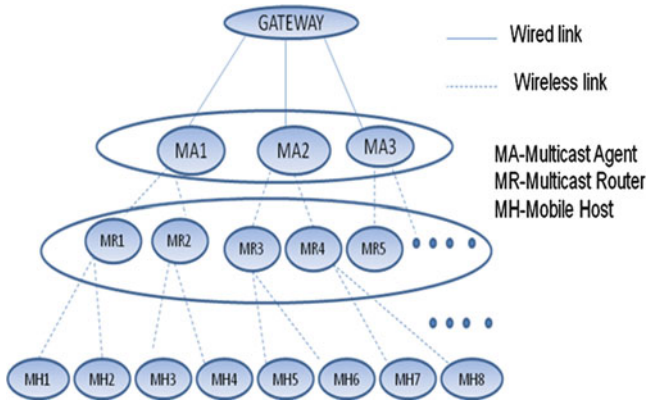 GATEWAY
Wired link
Wireless link
MA1 MA2 MA3
MA-Multicast Agent
MR-Multicast Router
MH-Mobile Host
MR1 MR2 MR3 MR4 MR5
MH1 MH2 MH3 MH4 MH5 MH6 MH7 MH8